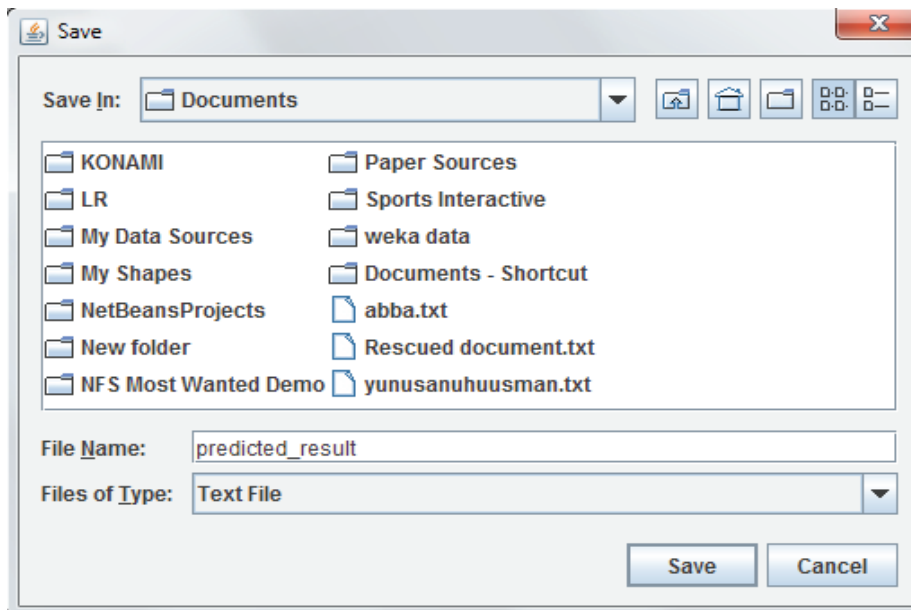 Save
Save In: Documents
KONAMI
LR
My Data Sources
My Shapes
NetBeansProjects
New folder
NFS Most Wanted Demo
Paper Sources
Sports Interactive
weka data
Documents - Shortcut
abba.txt
Rescued document.txt
yunusanuhuusman.txt
File Name: predicted_result
Files of Type: Text File
Save Cancel